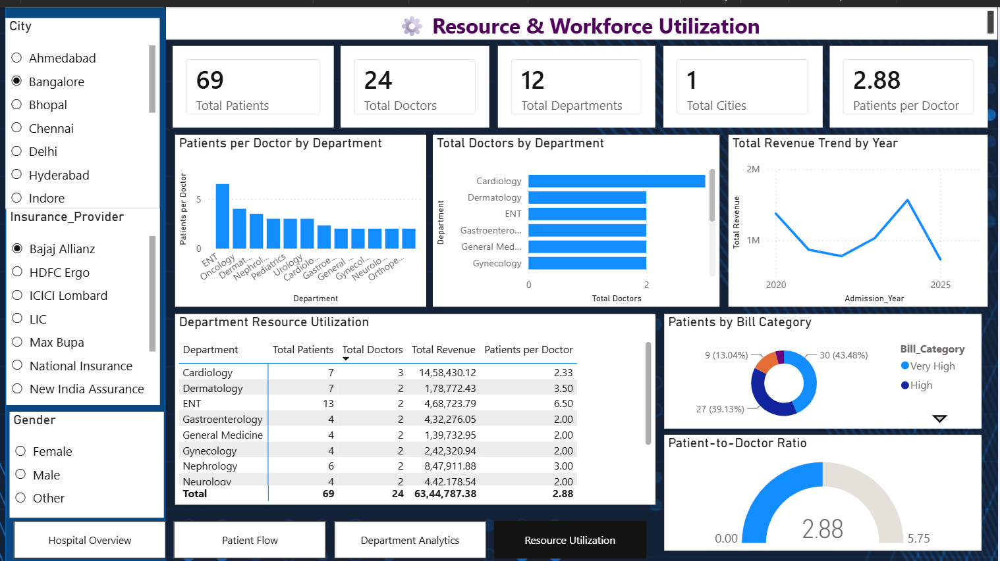 Resource & Workforce Utilization
City
Ahmedabad
Bangalore
Bhopal
Chennai
Delhi
Hyderabad
Indore
Insurance_Provider
Bajaj Allianz
HDFC Ergo
ICICI Lombard
LIC
Max Bupa
National Insurance
New India Assurance
Gender
Female
Male
Other
69
Total Patients
24
Total Doctors
12
Total Departments
1
Total Cities
2.88
Patients per Doctor
Patients per Doctor by Department
Patients per Doctor
5
0
ENT
Oncology
Dermat...
Nephrol...
Pediatrics
Urology
Cardiolo...
Gastroe...
General ...
Gynecol...
Neurolo...
Orthope...
Department
Total Doctors by Department
Department
Cardiology
Dermatology
ENT
Gastroentero...
General Med...
Gynecology
0 2
Total Doctors
Total Revenue Trend by Year
Total Revenue
2M
1M
2020 2025
Admission_Year
Department Resource Utilization
Department Total Patients Total Doctors Total Revenue Patients per Doctor
Cardiology 7 3 14,58,430.12 2.33
Dermatology 7 2 1,78,772.43 3.50
ENT 13 2 4,68,723.79 6.50
Gastroenterology 4 2 4,32,276.05 2.00
General Medicine 4 2 1,39,732.95 2.00
Gynecology 4 2 2,42,320.94 2.00
Nephrology 6 2 8,47,911.88 3.00
Neurology 4 2 4,42,178.54 2.00
Total 69 24 63,44,787.38 2.88
Patients by Bill Category
9 (13.04%)
30 (43.48%)
27 (39.13%)
Bill_Category
Very High
High
Patient-to-Doctor Ratio
2.88
0.00 5.75
Hospital Overview
Patient Flow
Department Analytics
Resource Utilization